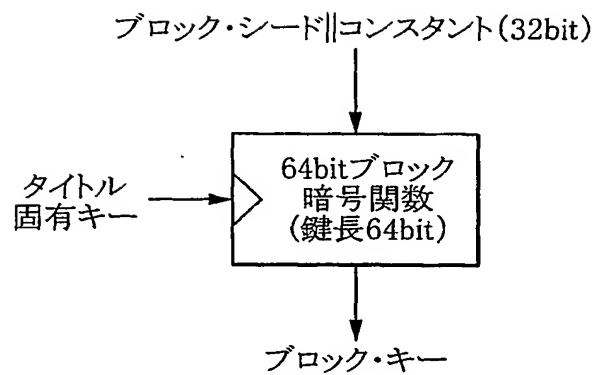 ブロック・シード||コンスタント(32bit)
64bitブロック
暗号関数
(鍵長64bit)
タイトル
固有キー
ブロック・キー